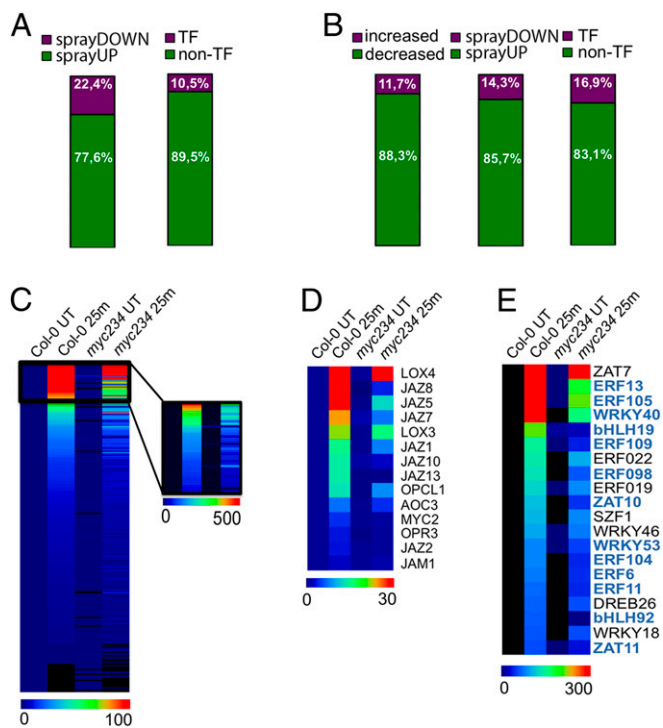 A
sprayDOWN TF
sprayUP non-TF
22,4% 10,5%
77,6% 89,5%
B
increased sprayDOWN TF
decreased sprayUP non-TF
11,7% 14,3% 16,9%
88,3% 85,7% 83,1%
C
Col-0 UT
Col-0 25m
myc234 UT
myc234 25m
0 500
0 100
D
Col-0 UT
Col-0 25m
myc234 UT
myc234 25m
LOX4
JAZ8
JAZ5
JAZ7
LOX3
JAZ1
JAZ10
JAZ13
OPCL1
AOC3
MYC2
OPR3
JAZ2
JAM1
0 30
E
Col-0 UT
Col-0 25m
myc234 UT
myc234 25m
ZAT7
ERF13
ERF105
WRKY40
bHLH19
ERF109
ERF022
ERF098
ERF019
ZAT10
SZF1
WRKY46
WRKY53
ERF104
ERF6
ERF11
DREB26
bHLH92
WRKY18
ZAT11
0 300